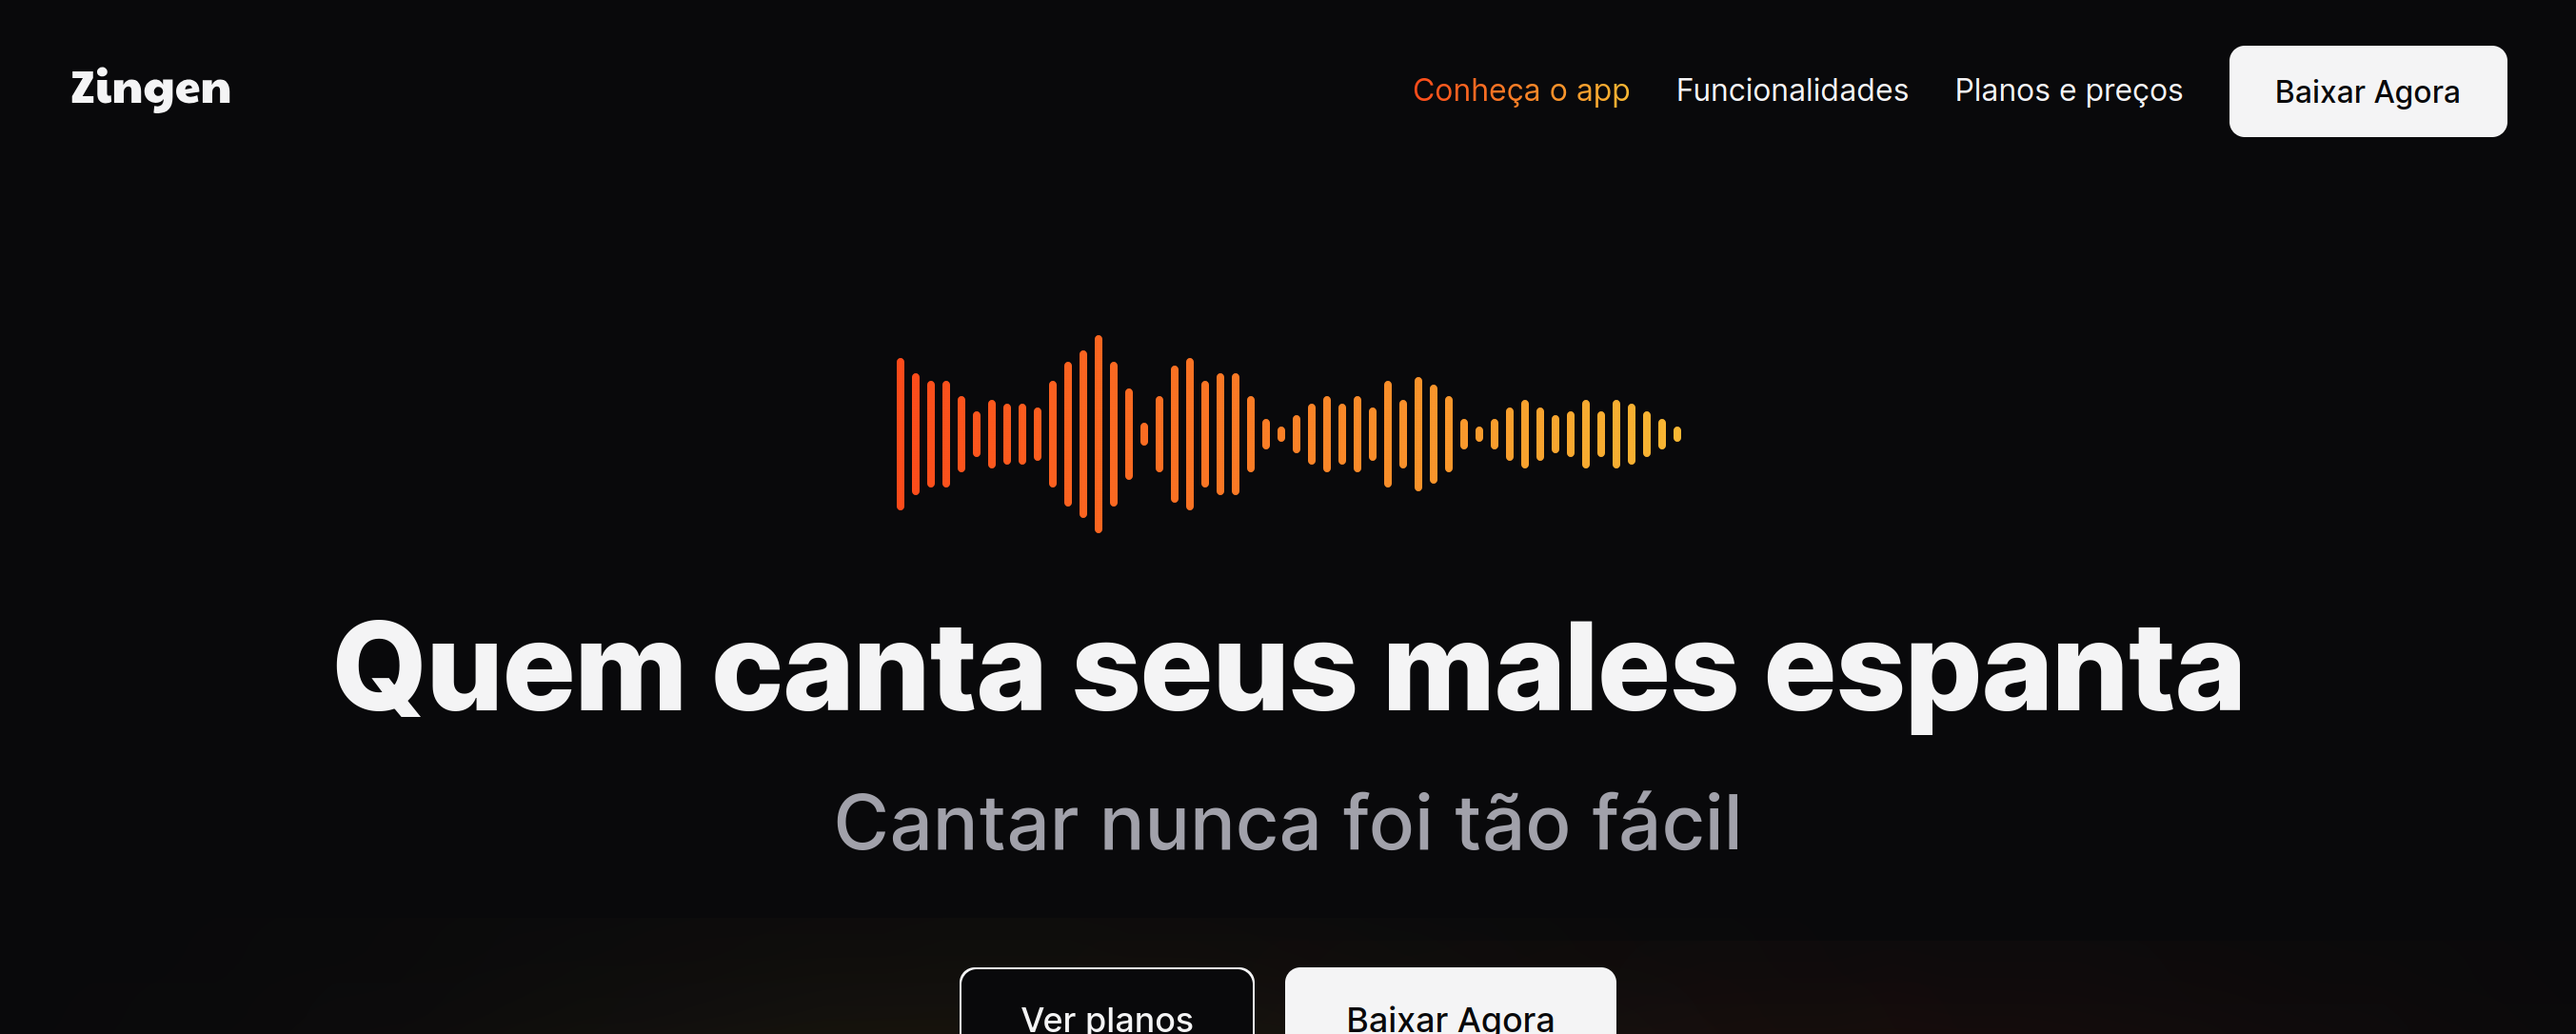 Zingen
Conheça o app
Funcionalidades
Planos e preços
Baixar Agora
Quem canta seus males espanta
Cantar nunca foi tão fácil
Ver planos
Baixar Agora